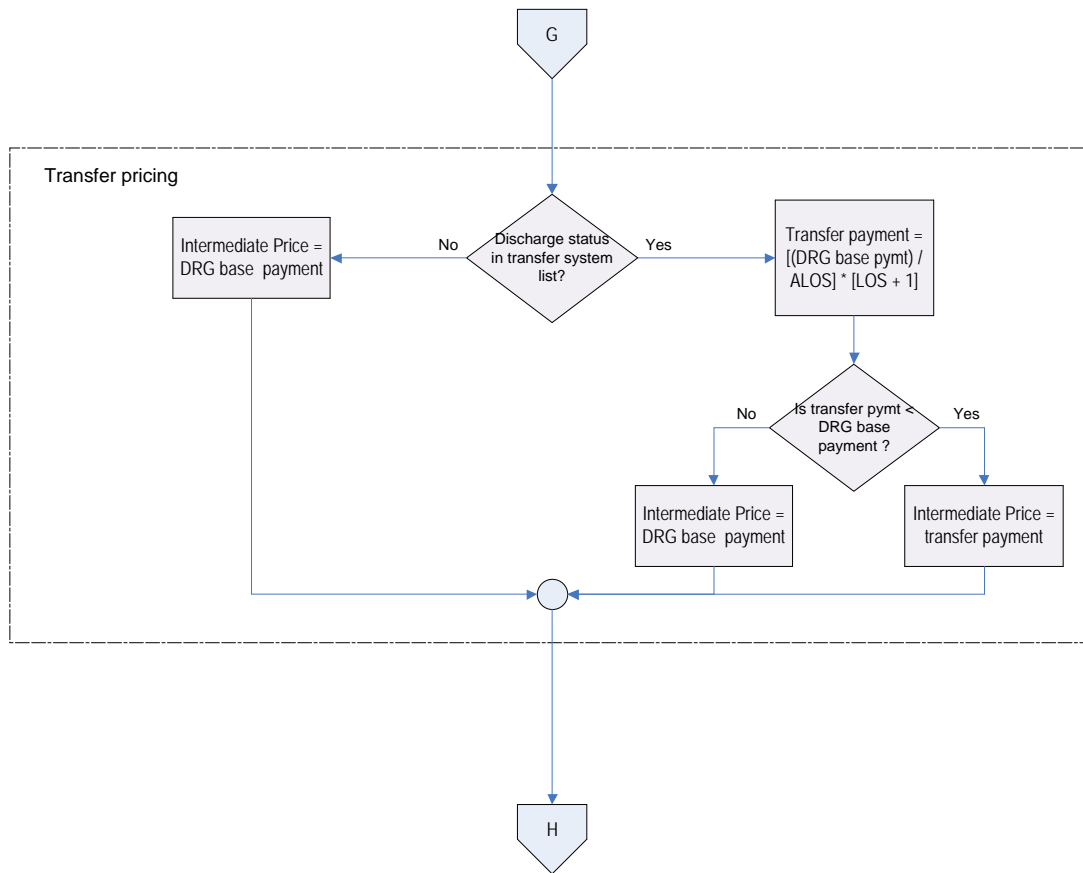 G
Transfer pricing
Intermediate Price =
DRG base payment
No
Discharge status
in transfer system
list?
Yes
Transfer payment =
[(DRG base pymt) /
ALOS] * [LOS + 1]
No
Is transfer pymt <
DRG base
payment ?
Yes
Intermediate Price =
DRG base payment
Intermediate Price =
transfer payment
H